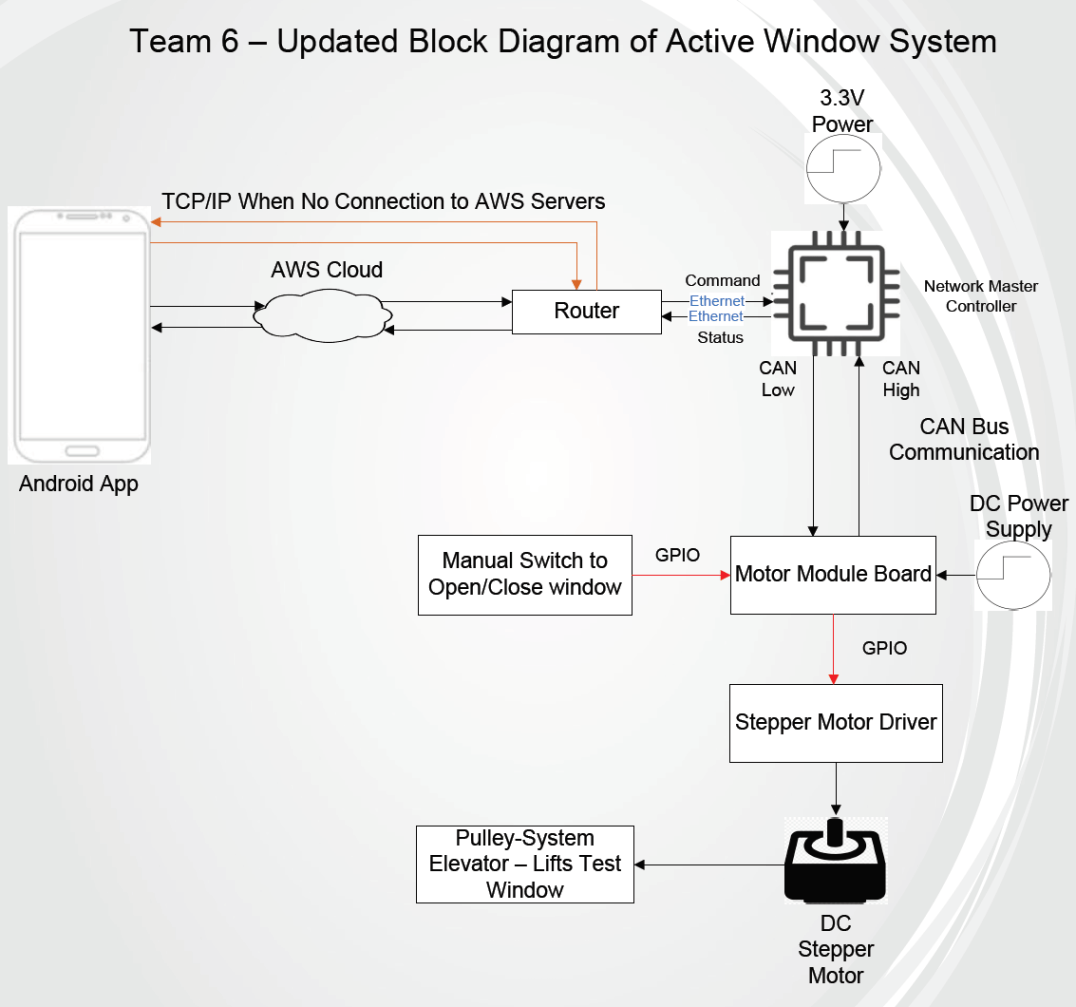 Team 6 – Updated Block Diagram of Active Window System
3.3V
Power
TCP/IP When No Connection to AWS Servers
AWS Cloud
Router
Command
Ethernet
Ethernet
Status
Network Master
Controller
CAN
Low
CAN
High
CAN Bus
Communication
Android App
DC Power
Supply
Manual Switch to
Open/Close window
GPIO
Motor Module Board
GPIO
Stepper Motor Driver
Pulley-System
Elevator – Lifts Test
Window
DC
Stepper
Motor